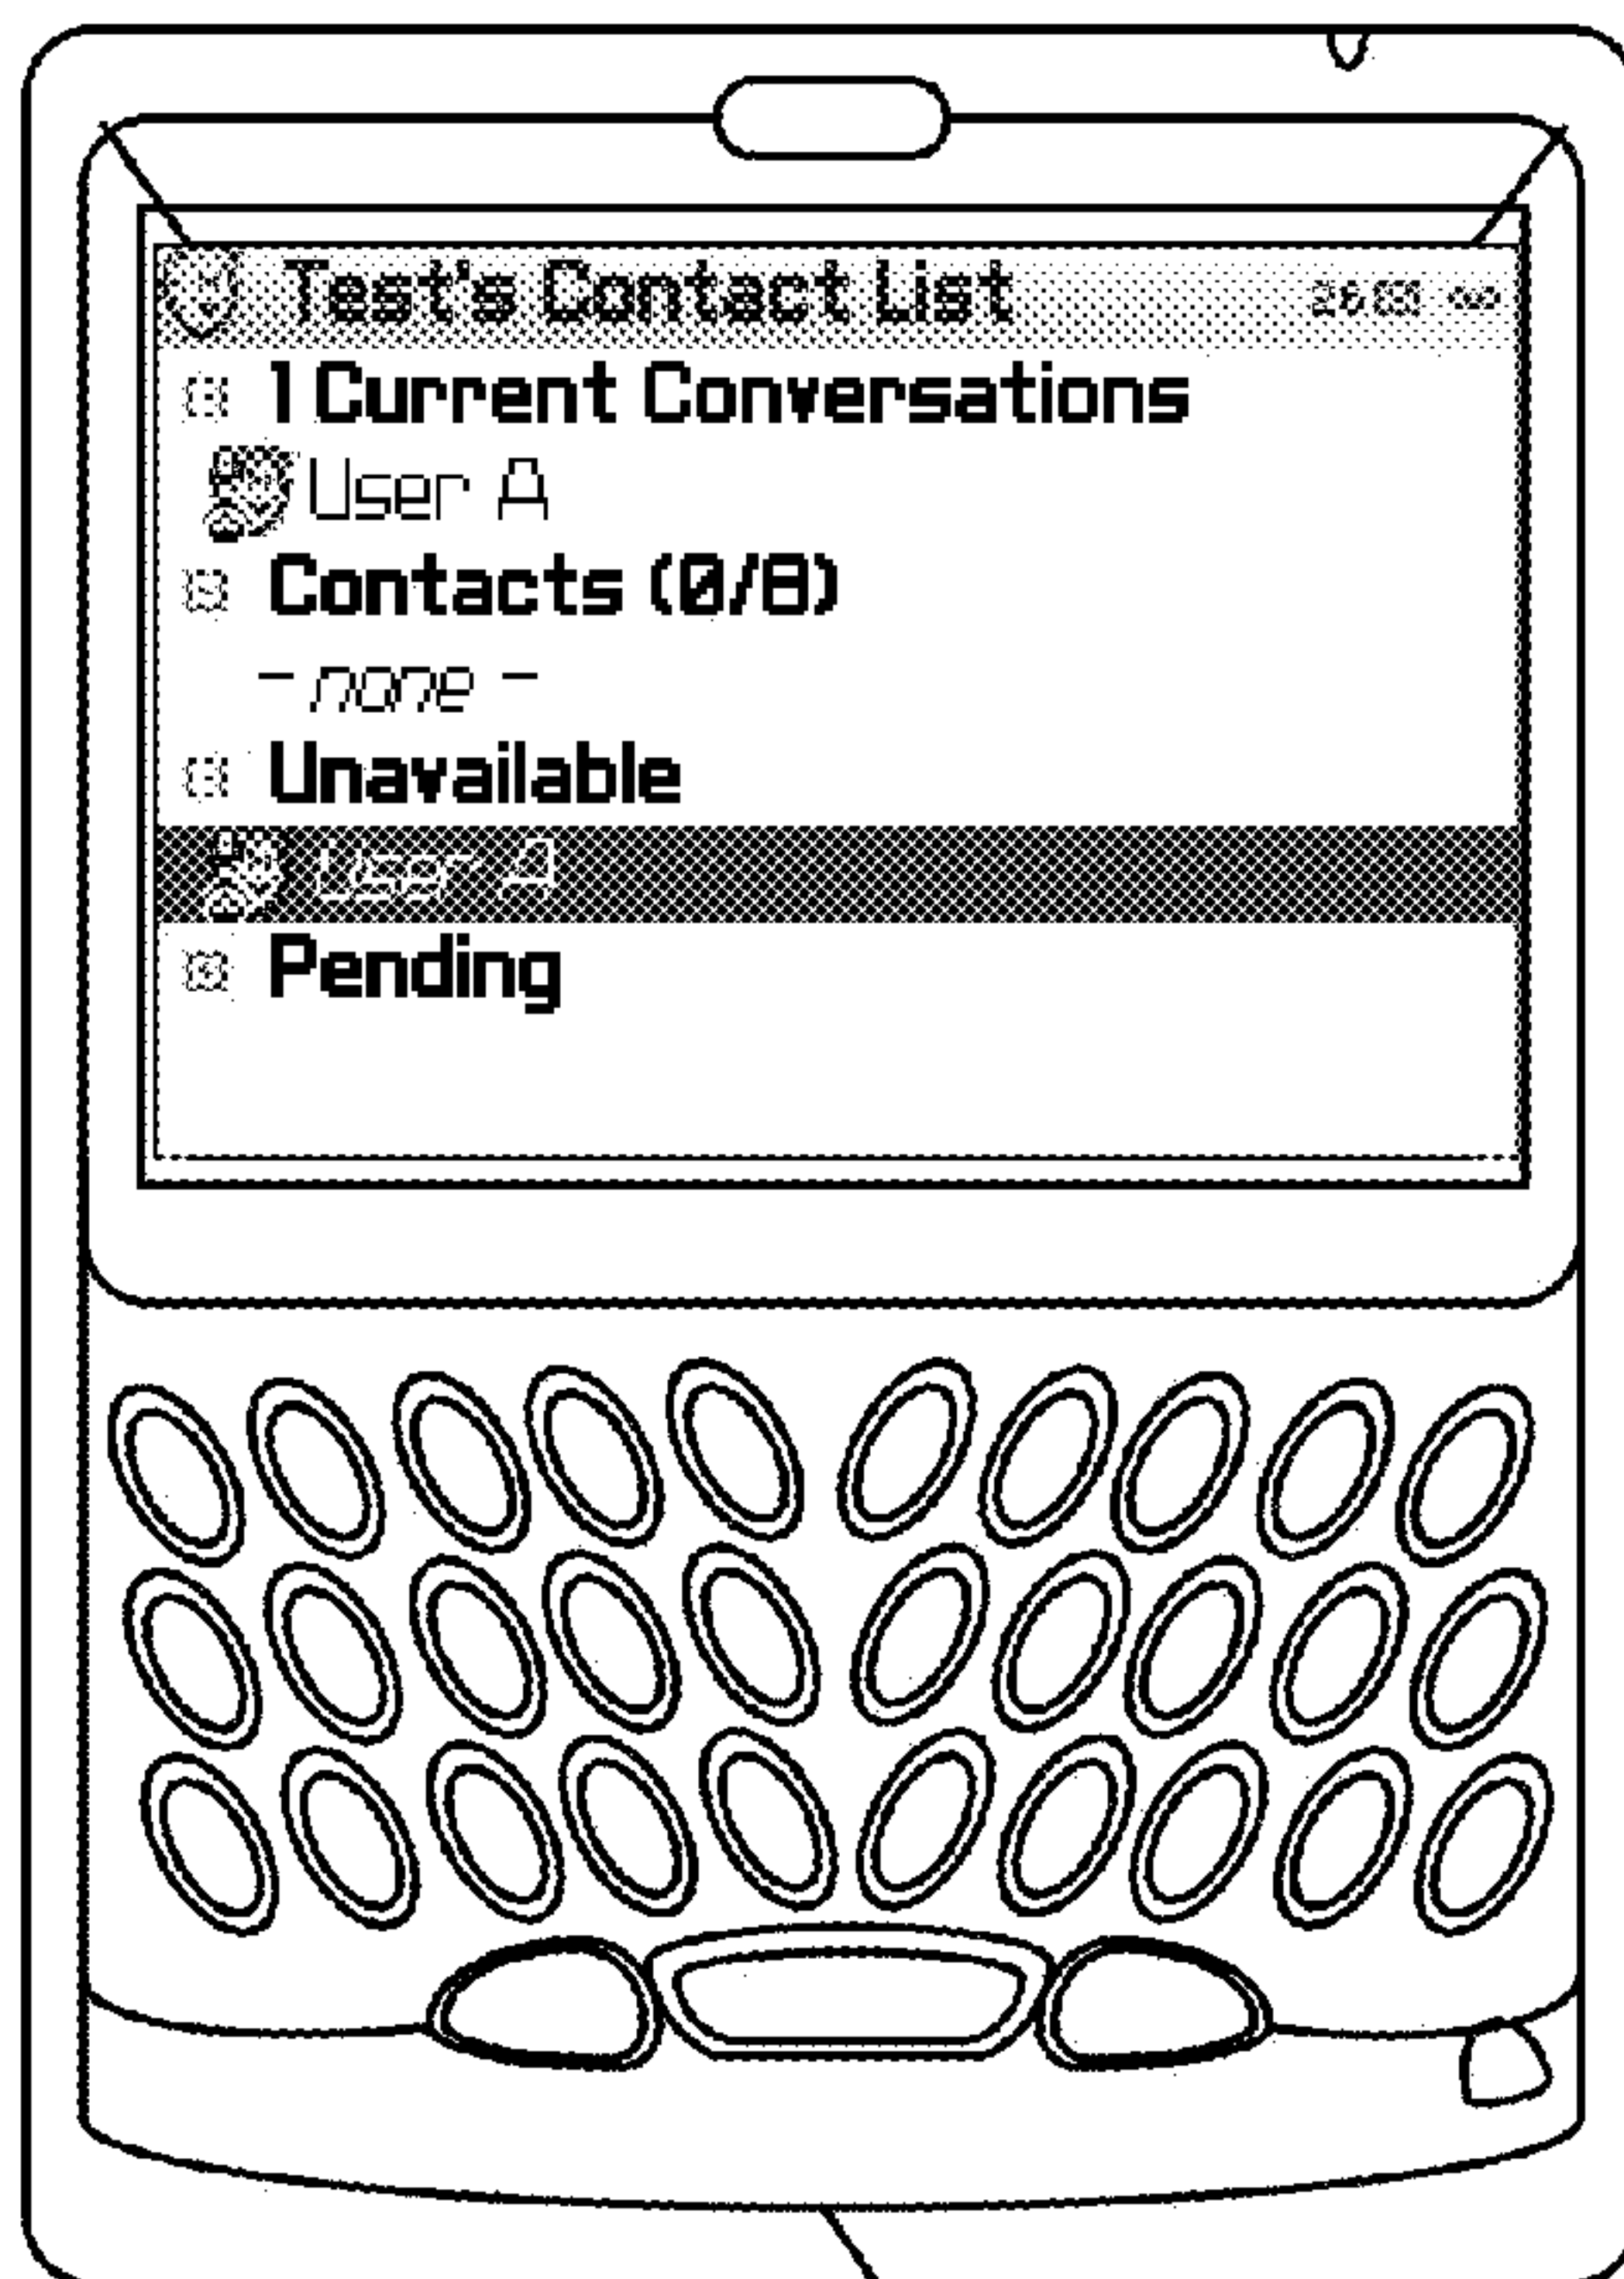 Test's Contact List
1 Current Conversations
User A
Contacts (0/8)
- none -
Unavailable
User A
Pending